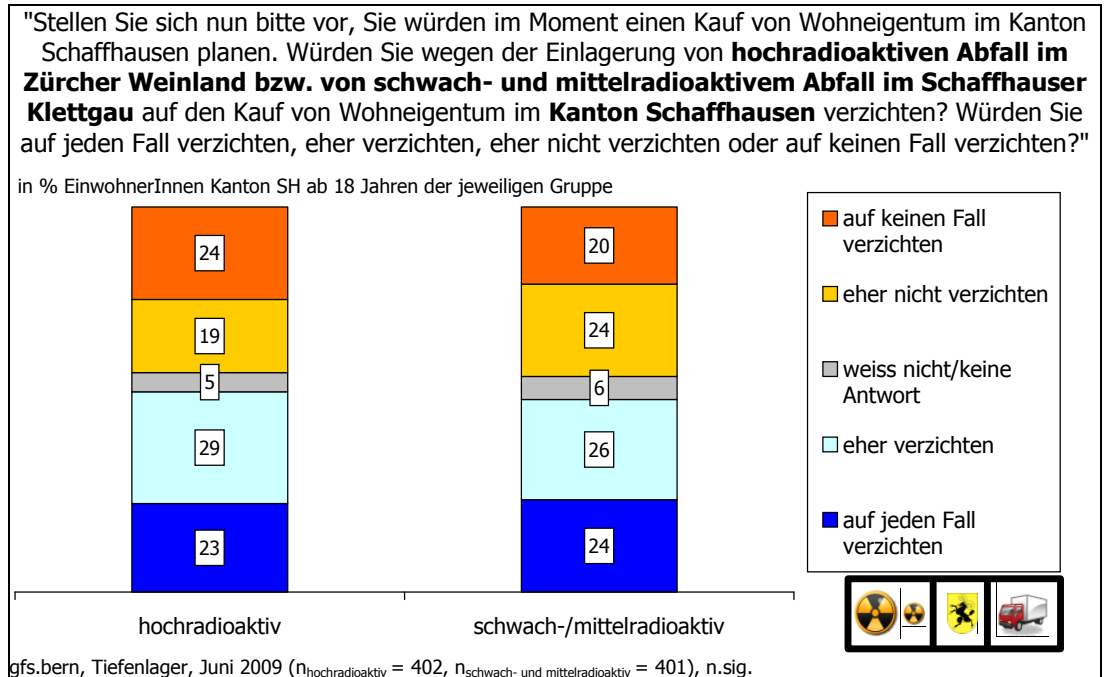 "Stellen Sie sich nun bitte vor, Sie würden im Moment einen Kauf von Wohneigentum im Kanton
Schaffhausen planen. Würden Sie wegen der Einlagerung von hochradioaktiven Abfall im
Zürcher Weinland bzw. von schwach- und mittelradioaktivem Abfall im Schaffhauser
Klettgau auf den Kauf von Wohneigentum im Kanton Schaffhausen verzichten? Würden Sie
auf jeden Fall verzichten, eher verzichten, eher nicht verzichten oder auf keinen Fall verzichten?"
in % EinwohnerInnen Kanton SH ab 18 Jahren der jeweiligen Gruppe
24
19
5
29
23
hochradioaktiv
20
24
6
26
24
schwach-/mittelradioaktiv
auf keinen Fall
verzichten
eher nicht verzichten
weiss nicht/keine
Antwort
eher verzichten
auf jeden Fall
verzichten
gfs.bern, Tiefenlager, Juni 2009 (nhochradioaktiv = 402, nschwach- und mittelradioaktiv = 401), n.sig.